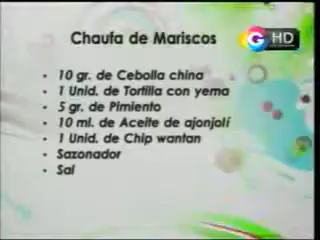 G HD
Chaufa de Mariscos
• 10 gr. de Cebolla china
• 1 Unid. de Tortilla con yema
• 5 gr. de Pimiento
• 10 ml. de Aceite de ajonjolí
• 1 Unid. de Chip wantan
• Sazonador
• Sal